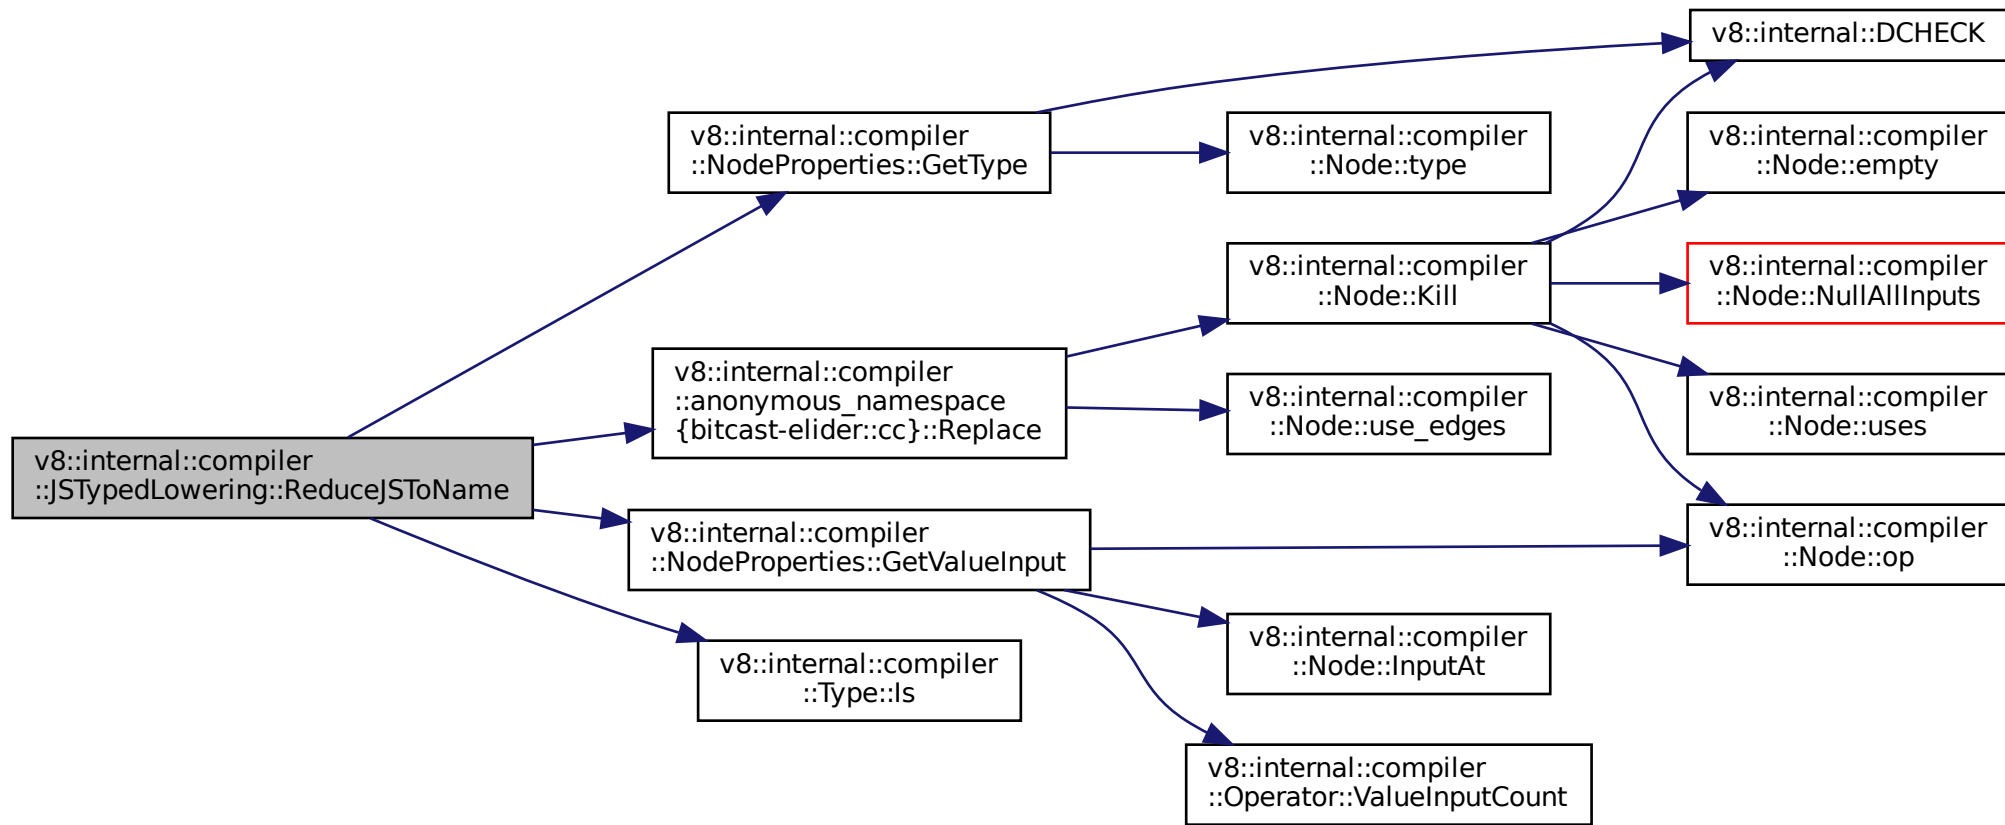 v8::internal::compiler
::JSTypedLowering::ReduceJSToName
v8::internal::compiler
::NodeProperties::GetType
v8::internal::compiler
::anonymous_namespace
{bitcast-elider::cc}::Replace
v8::internal::compiler
::NodeProperties::GetValueInput
v8::internal::compiler
::Type::Is
v8::internal::compiler
::Node::type
v8::internal::compiler
::Node::Kill
v8::internal::compiler
::Node::use_edges
v8::internal::compiler
::Node::InputAt
v8::internal::compiler
::Operator::ValueInputCount
v8::internal::DCHECK
v8::internal::compiler
::Node::empty
v8::internal::compiler
::Node::NullAllInputs
v8::internal::compiler
::Node::uses
v8::internal::compiler
::Node::op